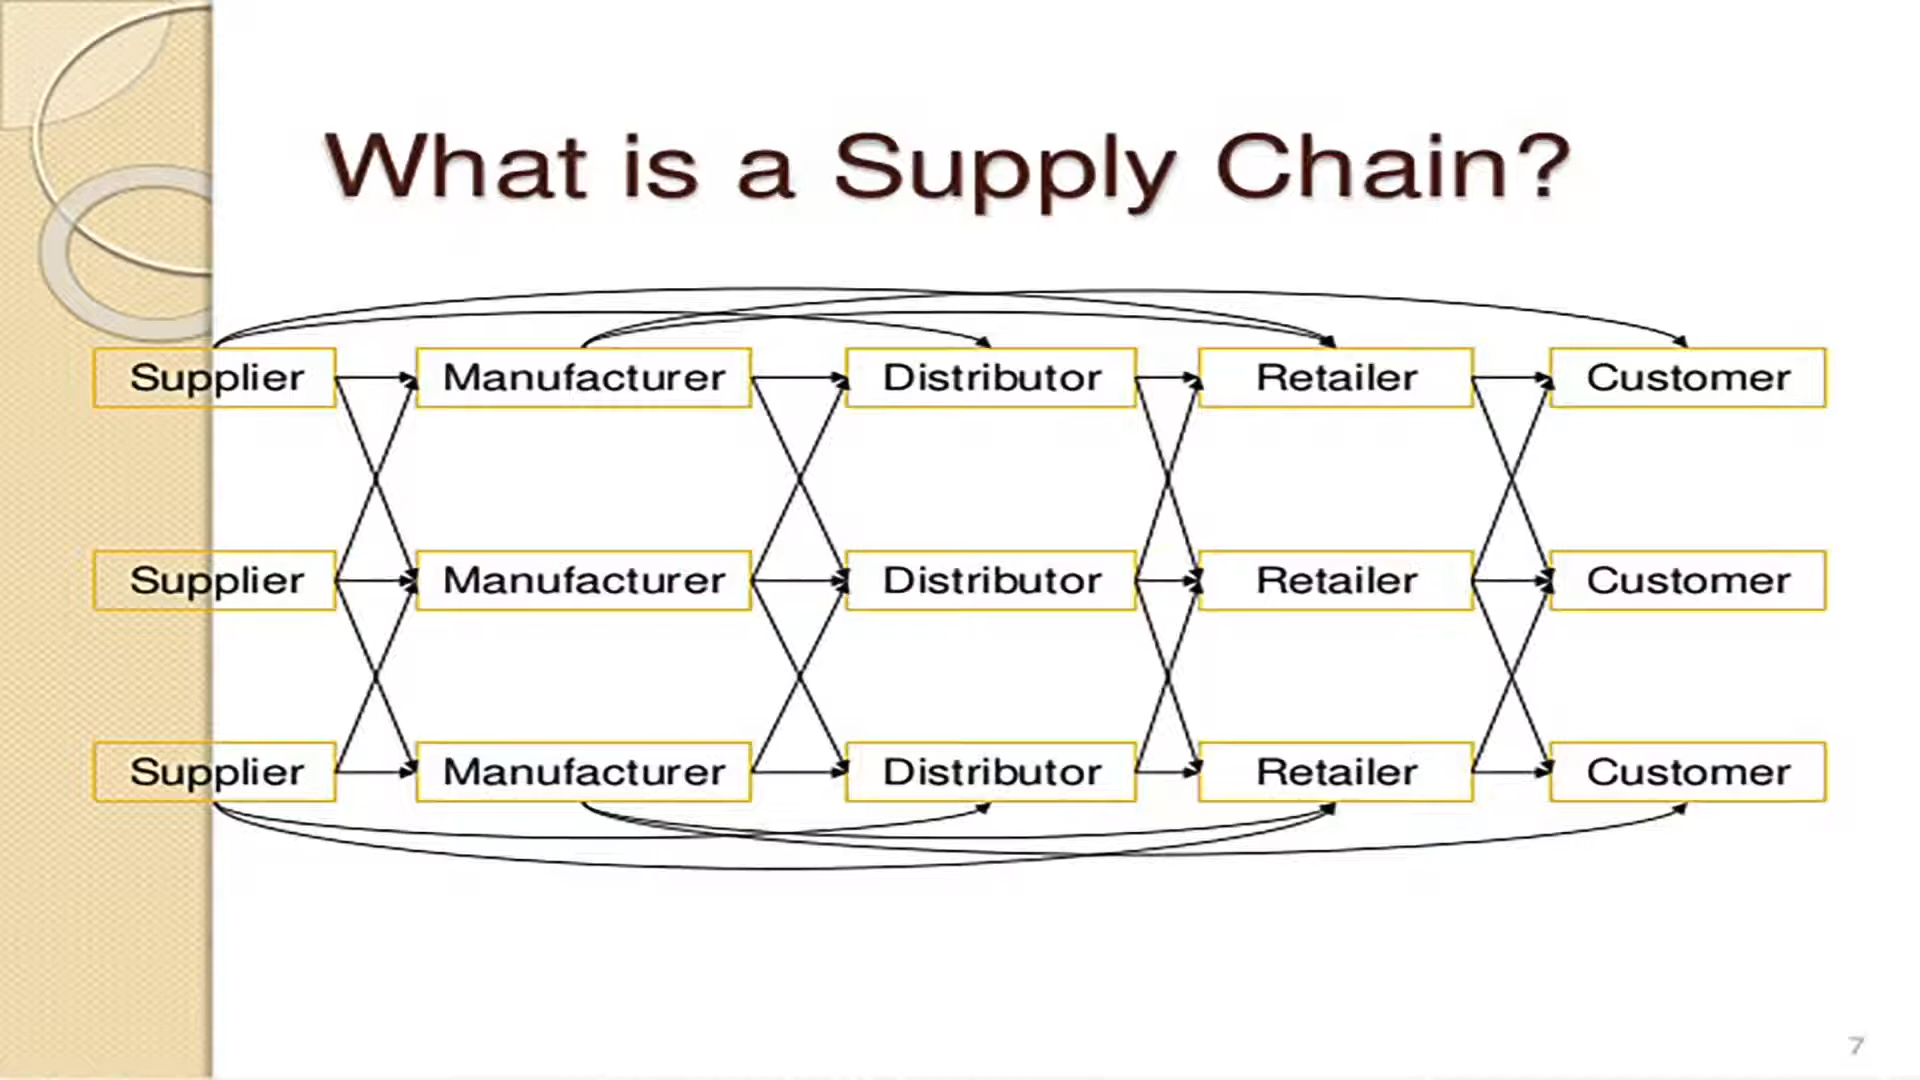 What is a Supply Chain?
Supplier Manufacturer Distributor Retailer Customer
Supplier Manufacturer Distributor Retailer Customer
Supplier Manufacturer Distributor Retailer Customer
7